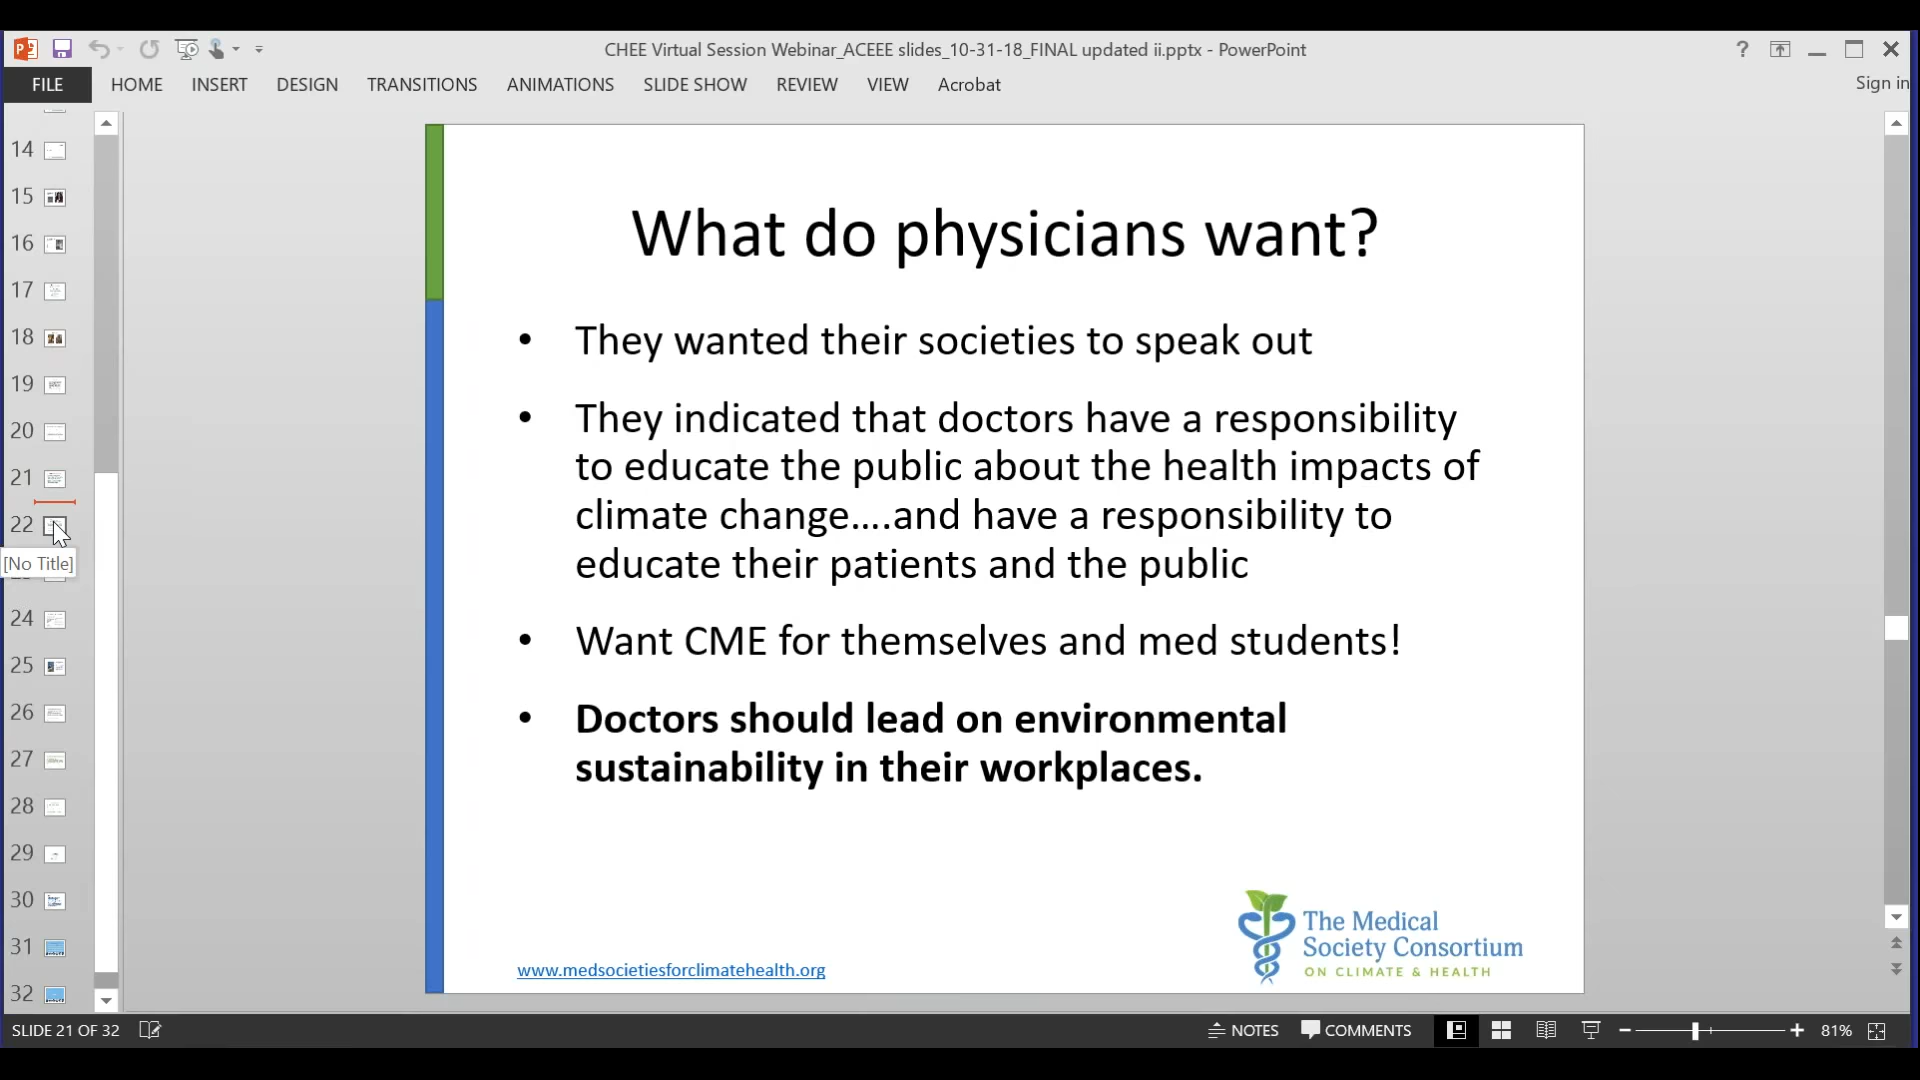 CHEE Virtual Session Webinar_ACEEE slides_10-31-18_FINAL updated ii.pptx - PowerPoint
?
FILE HOME INSERT DESIGN TRANSITIONS ANIMATIONS SLIDE SHOW REVIEW VIEW Acrobat
Sign in
14
15
16
17
18
19
20
21
22
[No Title]
24
25
26
27
28
29
30
31
32
What do physicians want?
• They wanted their societies to speak out
• They indicated that doctors have a responsibility
to educate the public about the health impacts of
climate change....and have a responsibility to
educate their patients and the public
• Want CME for themselves and med students!
• Doctors should lead on environmental
sustainability in their workplaces.
www.medsocietiesforclimatehealth.org
The Medical
Society Consortium
ON CLIMATE & HEALTH
SLIDE 21 OF 32
NOTES COMMENTS 81%